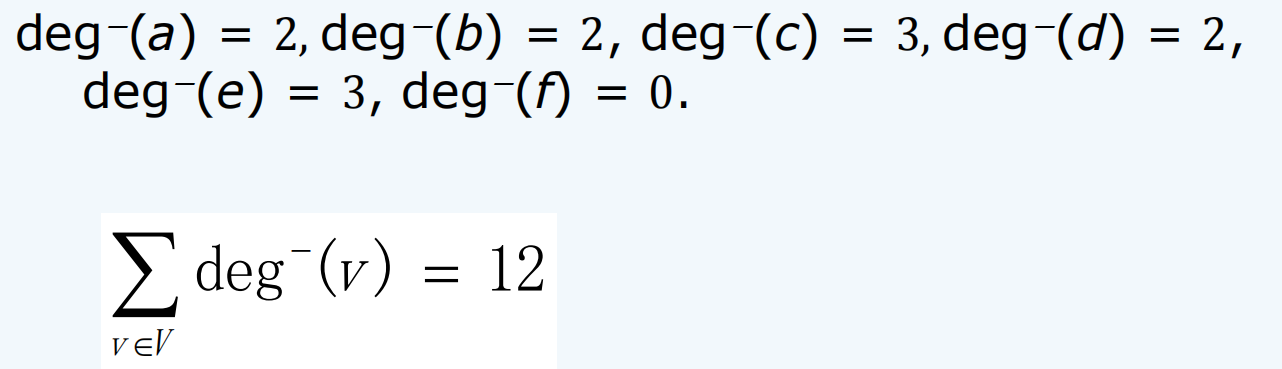 deg⁻(a) = 2, deg⁻(b) = 2, deg⁻(c) = 3, deg⁻(d) = 2,
deg⁻(e) = 3, deg⁻(f) = 0.
∑ deg⁻(v) = 12
v∈V